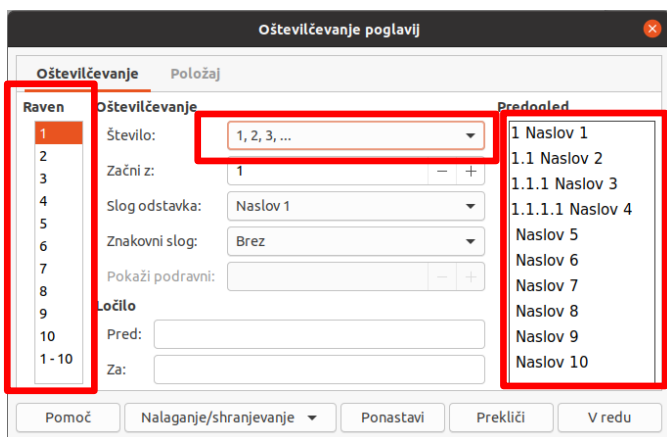 Oštevilčevanje poglavij
Oštevilčevanje Položaj
Raven Oštevilčevanje Predogled
1
2
3
4
5
6
7
8
9
10
1 - 10
Število: 1, 2, 3, ...
Začni z: 1
Slog odstavka: Naslov 1
Znakovni slog: Brez
Pokaži podravni:
Ločilo
Pred:
Za:
1 Naslov 1
1.1 Naslov 2
1.1.1 Naslov 3
1.1.1.1 Naslov 4
Naslov 5
Naslov 6
Naslov 7
Naslov 8
Naslov 9
Naslov 10
Pomoč Nalaganje/shranjevanje Ponastavi Prekliči V redu